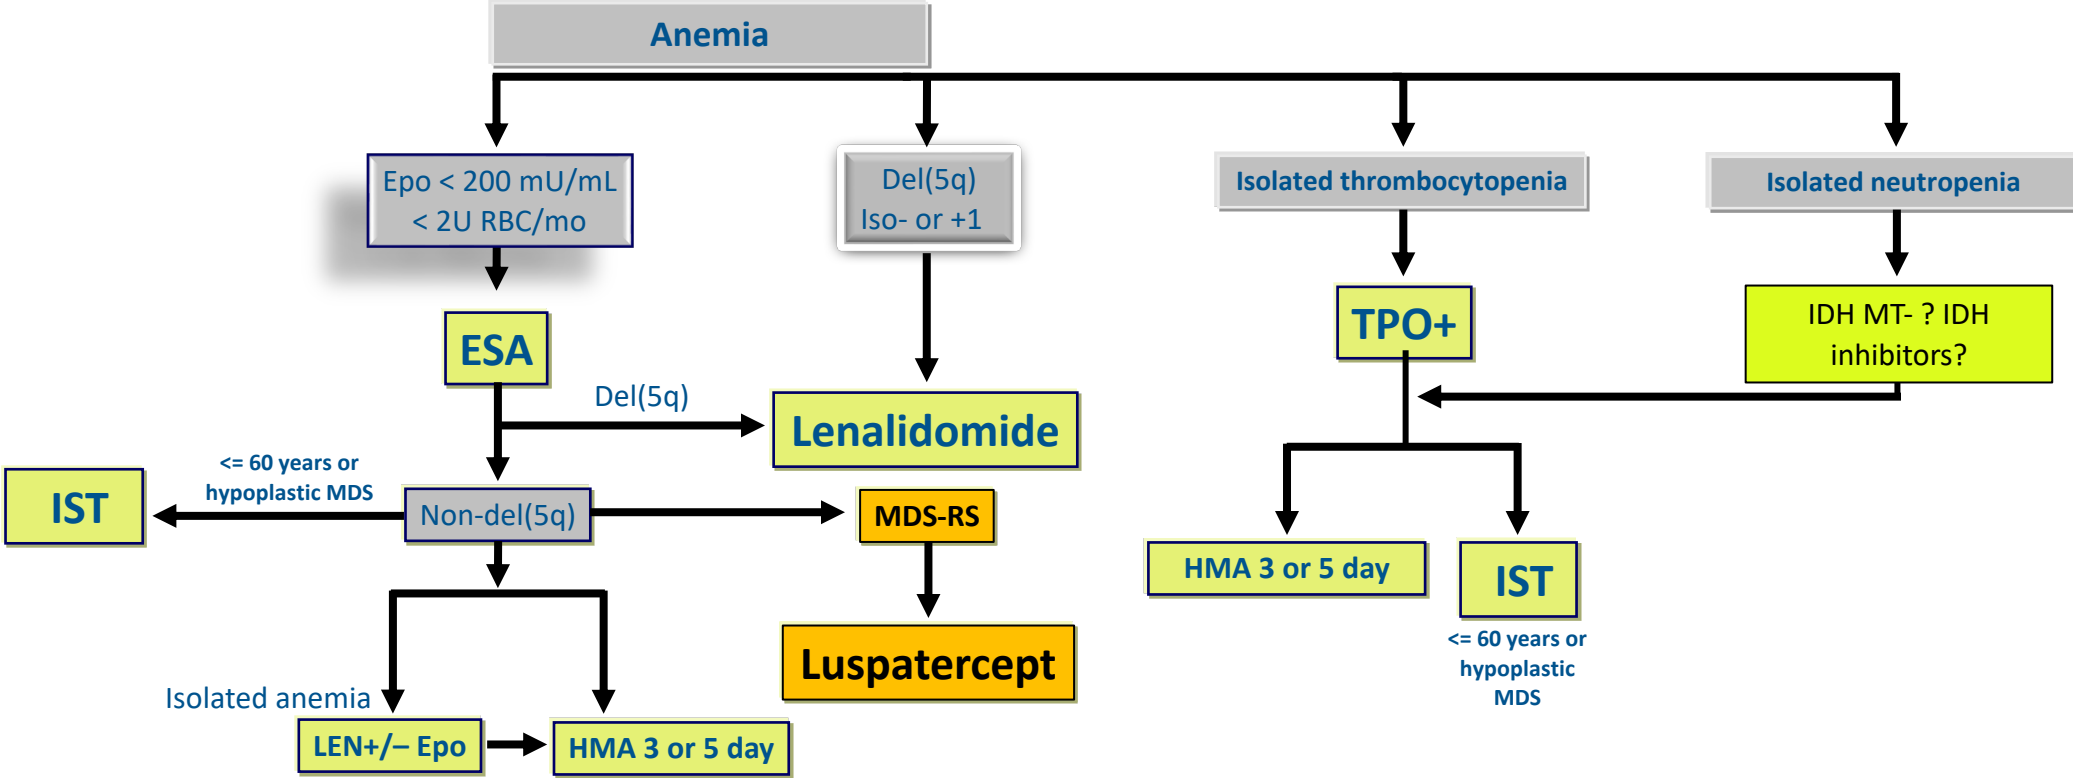 Anemia
Epo < 200 mU/mL
< 2U RBC/mo
Del(5q)
Iso- or +1
Isolated thrombocytopenia
Isolated neutropenia
ESA
TPO+
IDH MT- ? IDH
inhibitors?
Del(5q)
Lenalidomide
<= 60 years or
hypoplastic MDS
IST
Non-del(5q)
MDS-RS
HMA 3 or 5 day
IST
<= 60 years or
hypoplastic
MDS
Luspatercept
Isolated anemia
LEN+/– Epo
HMA 3 or 5 day